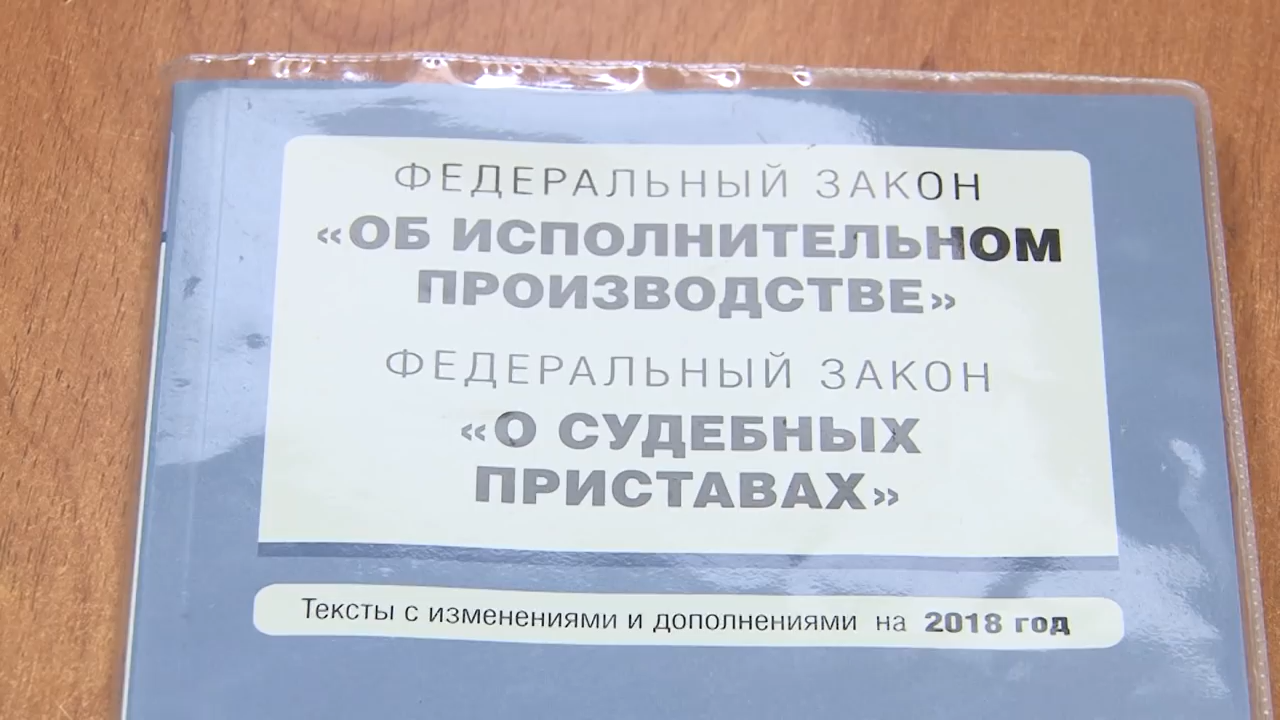 ФЕДЕРАЛЬНЫЙ ЗАКОН
«ОБ ИСПОЛНИТЕЛЬНОМ
ПРОИЗВОДСТВЕ»
ФЕДЕРАЛЬНЫЙ ЗАКОН
«О СУДЕБНЫХ
ПРИСТАВАХ»
Тексты с изменениями и дополнениями на 2018 год